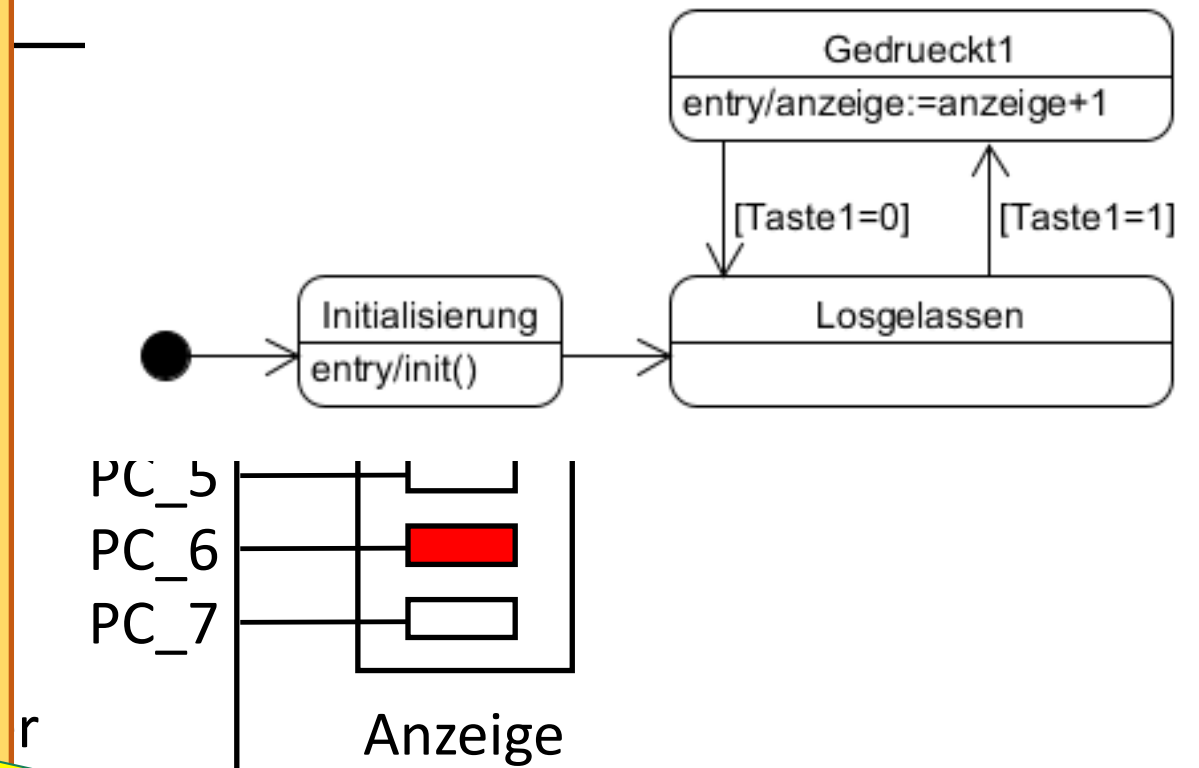 Gedrueckt1
entry/anzeige:=anzeige+1
[Taste1=0]
[Taste1=1]
Initialisierung
entry/init()
Losgelassen
PC_5
PC_6
PC_7
r
Anzeige